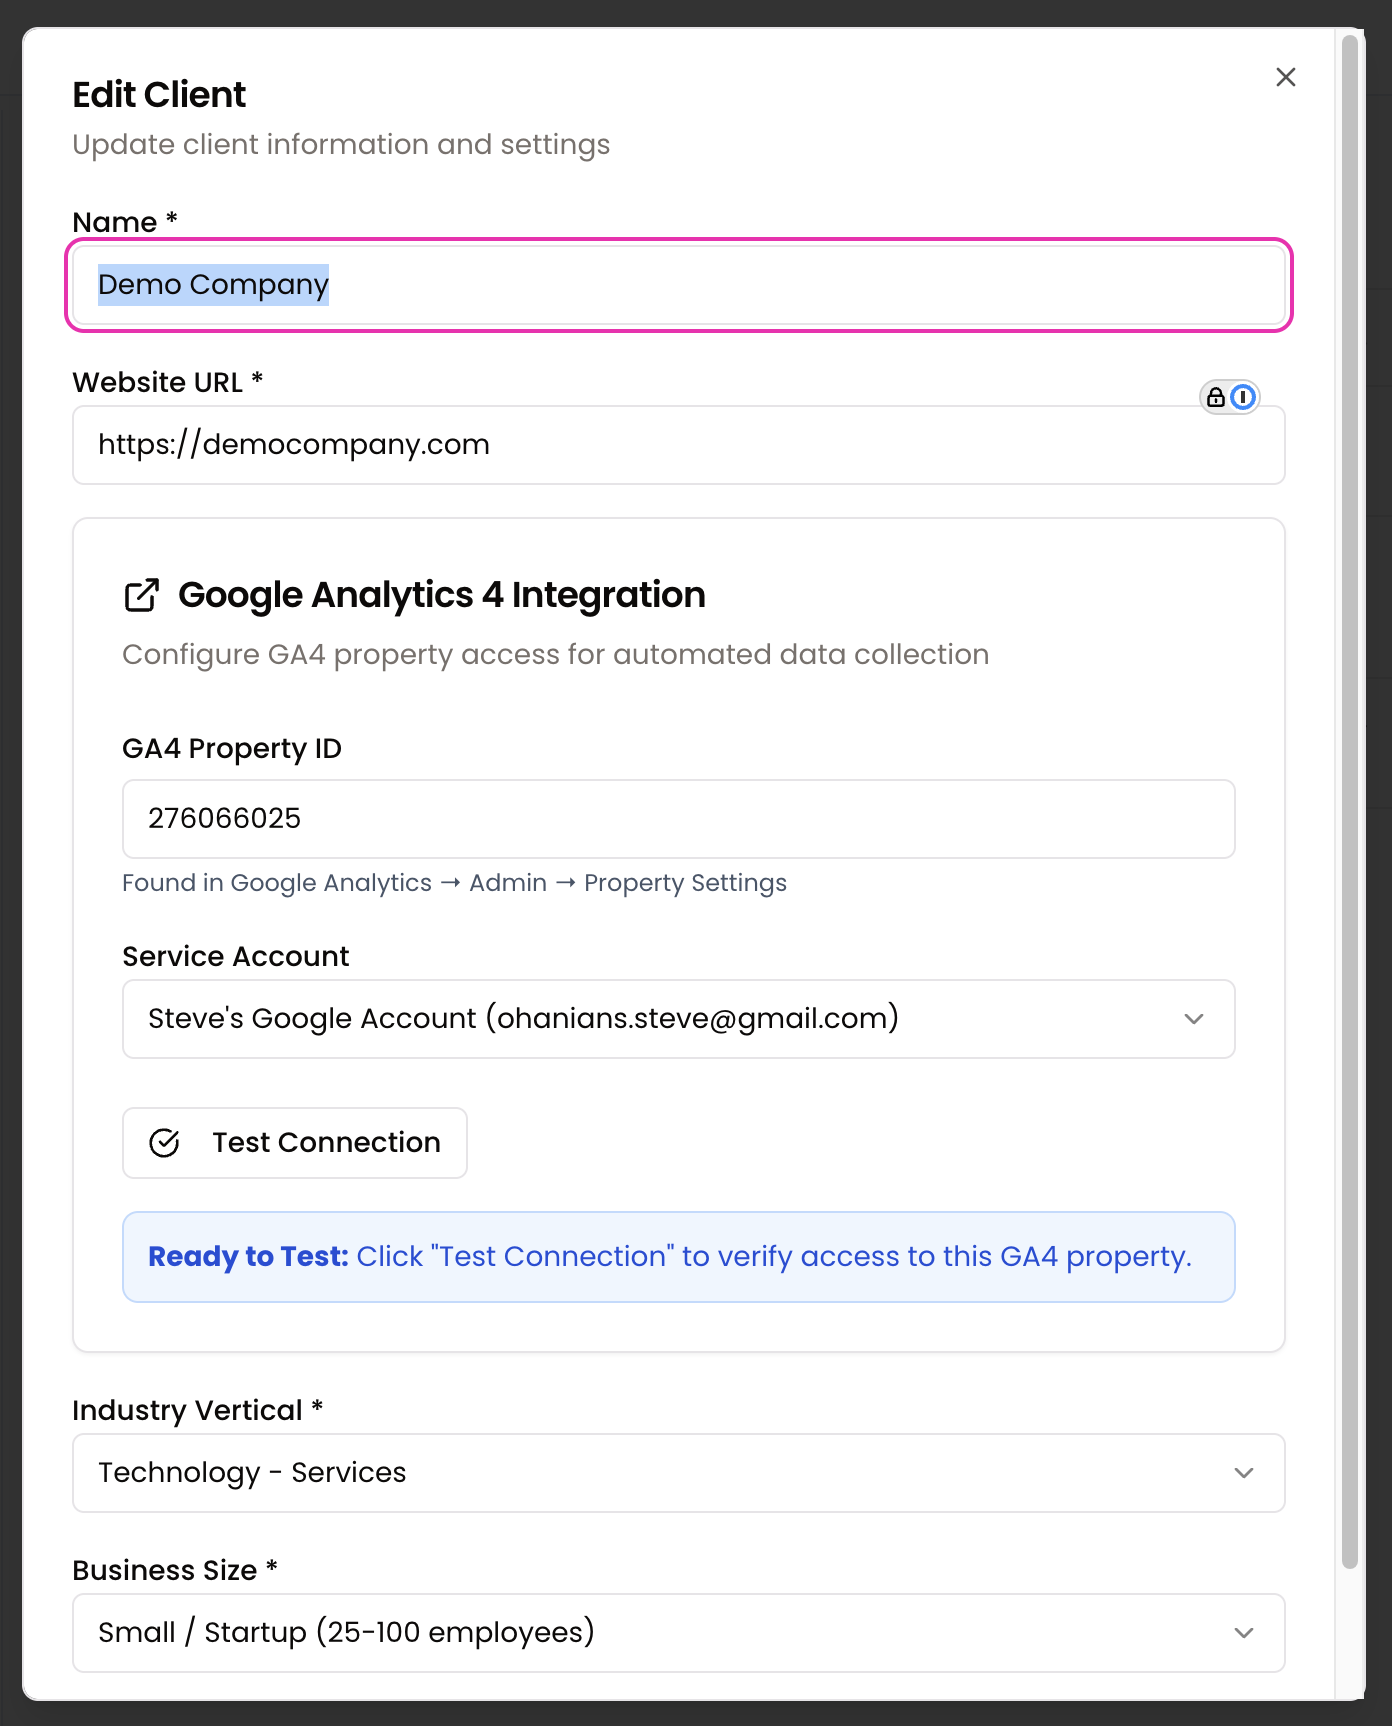 Edit Client
Update client information and settings
Name *
Demo Company
Website URL *
https://democompany.com
Google Analytics 4 Integration
Configure GA4 property access for automated data collection
GA4 Property ID
276066025
Found in Google Analytics → Admin → Property Settings
Service Account
Steve's Google Account (ohanians.steve@gmail.com)
Test Connection
Ready to Test: Click "Test Connection" to verify access to this GA4 property.
Industry Vertical *
Technology - Services
Business Size *
Small / Startup (25-100 employees)